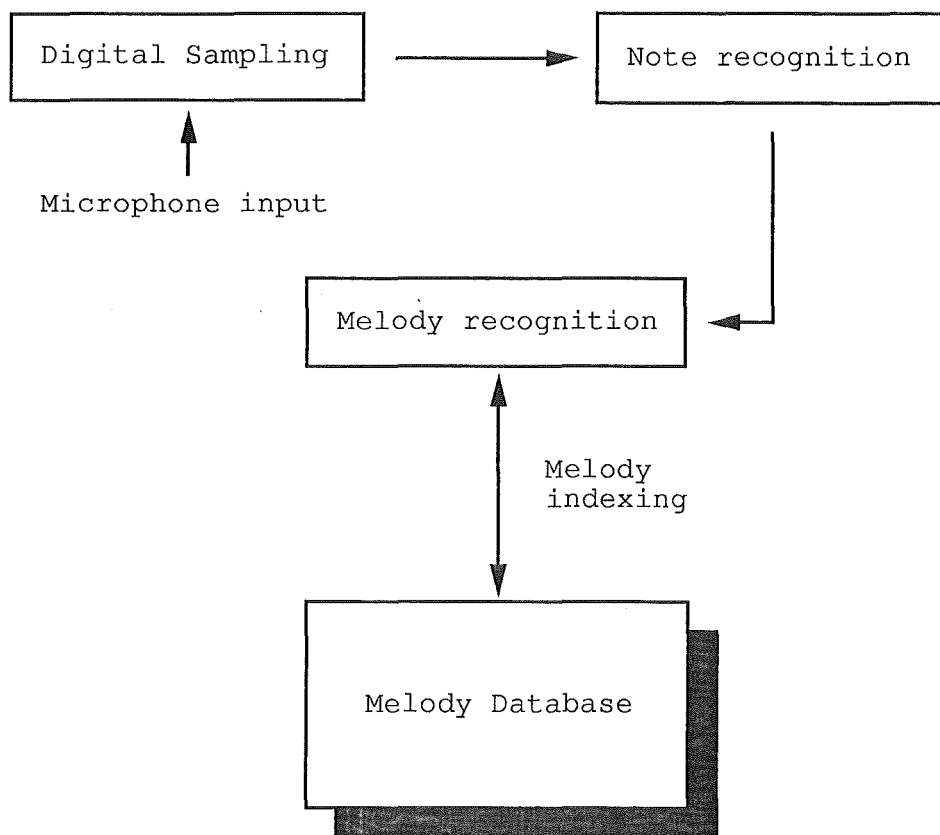 Digital Sampling
Note recognition
Microphone input
Melody recognition
Melody
indexing
Melody Database